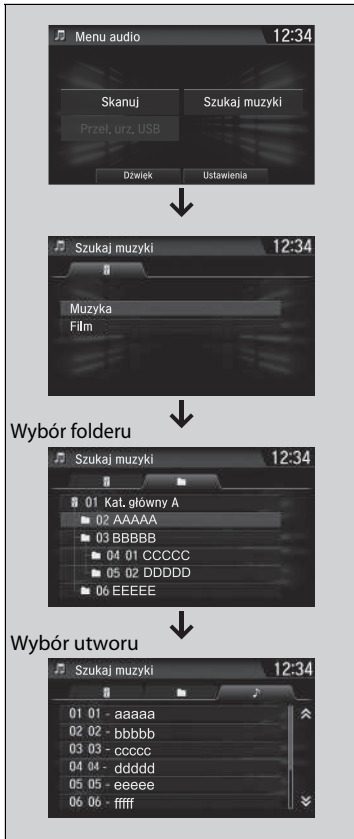 Menu audio 12:34
Skanuj Szukaj muzyki
Przeł. urz. USB
Dźwięk Ustawienia
Szukaj muzyki 12:34
Muzyka
Film
Wybór folderu
Szukaj muzyki 12:34
01 Kat. główny A
02 AAAAA
03 BBBBB
04 01 CCCCC
05 02 DDDDD
06 EEEEE
Wybór utworu
Szukaj muzyki 12:34
01 01 - aaaaa
02 02 - bbbbb
03 03 - ccccc
04 04 - ddddd
05 05 - eeeee
06 06 - fffff